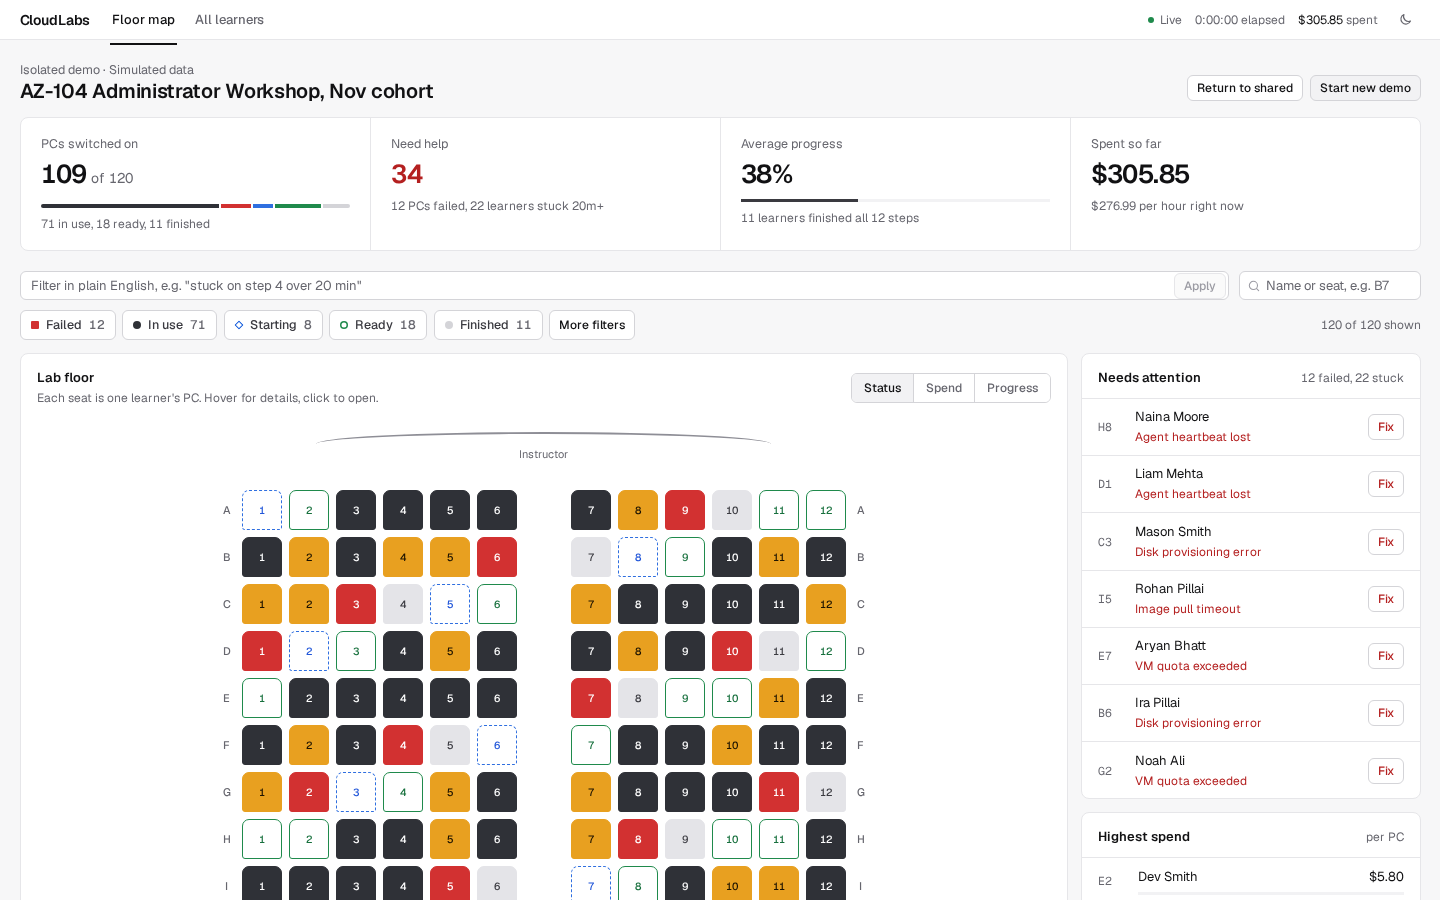 CloudLabs Floor map All learners Live 0:00:00 elapsed $305.85 spent
Isolated demo · Simulated data
AZ-104 Administrator Workshop, Nov cohort
Return to shared Start new demo
PCs switched on
109 of 120
71 in use, 18 ready, 11 finished
Need help
34
12 PCs failed, 22 learners stuck 20m+
Average progress
38%
11 learners finished all 12 steps
Spent so far
$305.85
$276.99 per hour right now
Filter in plain English, e.g. "stuck on step 4 over 20 min" Apply
Name or seat, e.g. B7
Failed 12 In use 71 Starting 8 Ready 18 Finished 11 More filters
120 of 120 shown
Lab floor
Each seat is one learner's PC. Hover for details, click to open.
Status Spend Progress
Instructor
A 1 2 3 4 5 6 7 8 9 10 11 12 A
B 1 2 3 4 5 6 7 8 9 10 11 12 B
C 1 2 3 4 5 6 7 8 9 10 11 12 C
D 1 2 3 4 5 6 7 8 9 10 11 12 D
E 1 2 3 4 5 6 7 8 9 10 11 12 E
F 1 2 3 4 5 6 7 8 9 10 11 12 F
G 1 2 3 4 5 6 7 8 9 10 11 12 G
H 1 2 3 4 5 6 7 8 9 10 11 12 H
I 1 2 3 4 5 6 7 8 9 10 11 12 I
Needs attention 12 failed, 22 stuck
H8 Naina Moore Fix
Agent heartbeat lost
D1 Liam Mehta Fix
Agent heartbeat lost
C3 Mason Smith Fix
Disk provisioning error
I5 Rohan Pillai Fix
Image pull timeout
E7 Aryan Bhatt Fix
VM quota exceeded
B6 Ira Pillai Fix
Disk provisioning error
G2 Noah Ali Fix
VM quota exceeded
Highest spend per PC
E2 Dev Smith $5.80